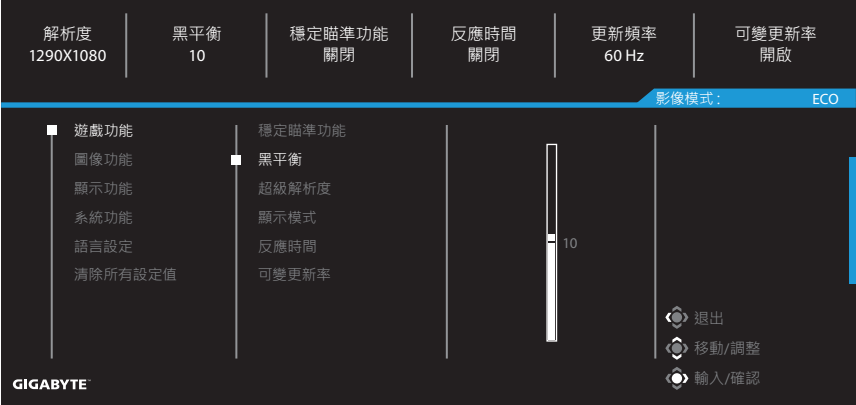 解析度 黑平衡 穩定瞄準功能 反應時間 更新頻率 可變更新率
1290X1080 10 關閉 關閉 60 Hz 開啟
影像模式： ECO
遊戲功能 穩定瞄準功能
圖像功能 黑平衡
顯示功能 超級解析度
系統功能 顯示模式
語言設定 反應時間 10
清除所有設定值 可變更新率
退出
移動/調整
輸入/確認
GIGABYTE™